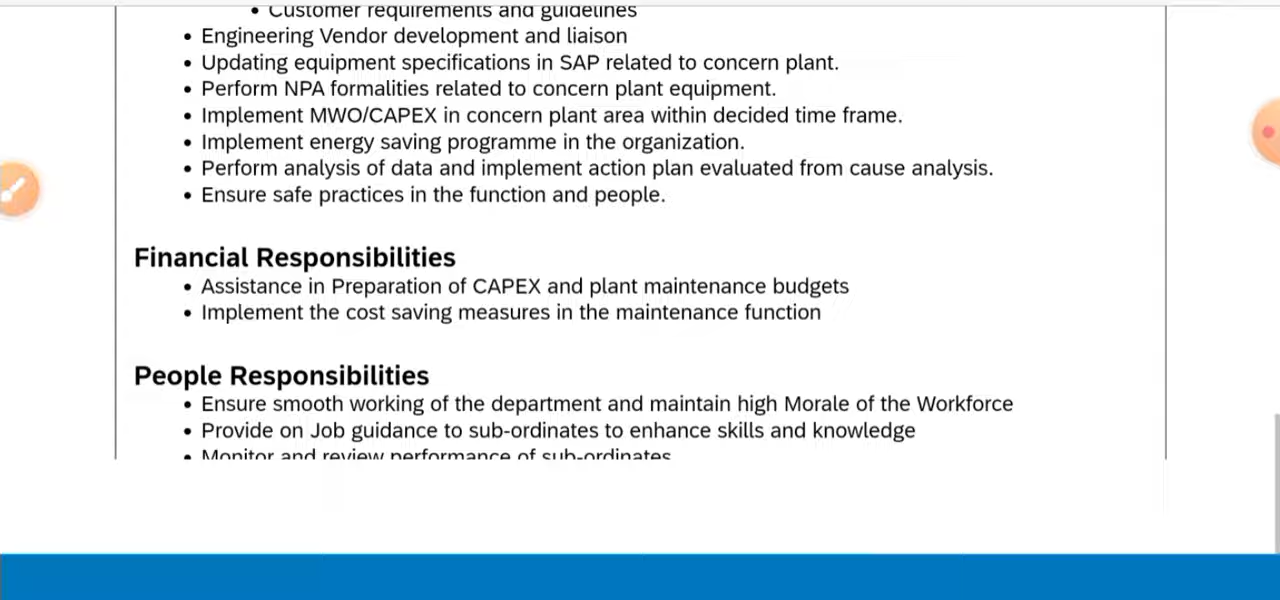 Customer requirements and guidelines
Engineering Vendor development and liaison
Updating equipment specifications in SAP related to concern plant.
Perform NPA formalities related to concern plant equipment.
Implement MWO/CAPEX in concern plant area within decided time frame.
Implement energy saving programme in the organization.
Perform analysis of data and implement action plan evaluated from cause analysis.
Ensure safe practices in the function and people.
Financial Responsibilities
Assistance in Preparation of CAPEX and plant maintenance budgets
Implement the cost saving measures in the maintenance function
People Responsibilities
Ensure smooth working of the department and maintain high Morale of the Workforce
Provide on Job guidance to sub-ordinates to enhance skills and knowledge
Monitor and review performance of sub-ordinates